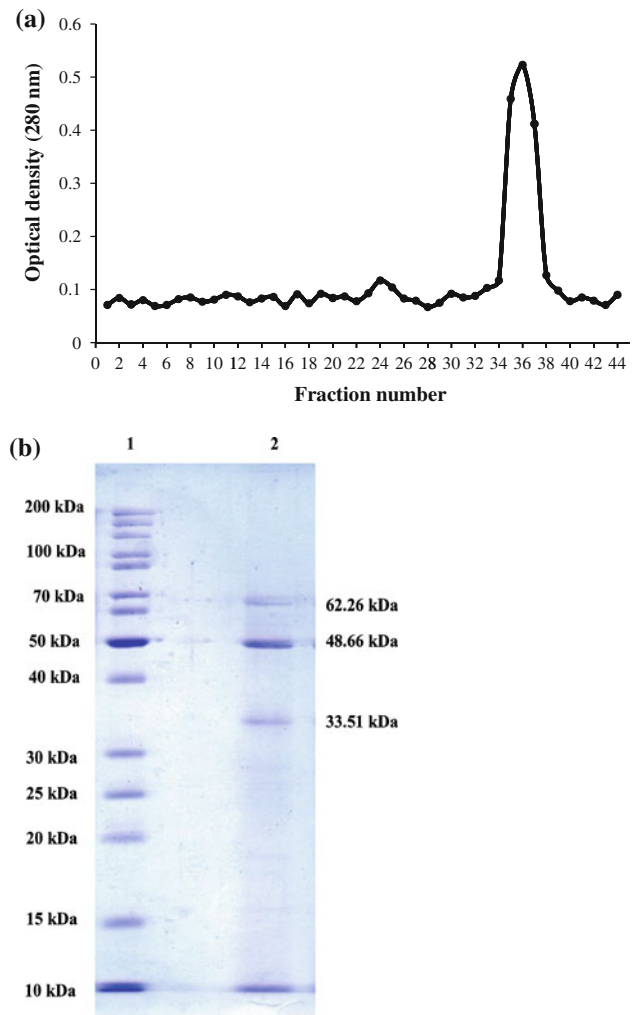 (a)
0.6
0.5
0.4
0.3
0.2
0.1
0
Optical density (280 nm)
0 2 4 6 8 10 12 14 16 18 20 22 24 26 28 30 32 34 36 38 40 42 44
Fraction number
(b)
1 2
200 kDa
100 kDa
70 kDa
62.26 kDa
50 kDa
48.66 kDa
40 kDa
33.51 kDa
30 kDa
25 kDa
20 kDa
15 kDa
10 kDa